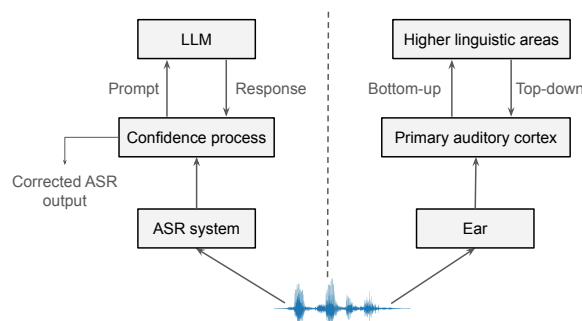 LLM
Higher linguistic areas
Prompt
Response
Bottom-up
Top-down
Confidence process
Primary auditory cortex
Corrected ASR
output
ASR system
Ear